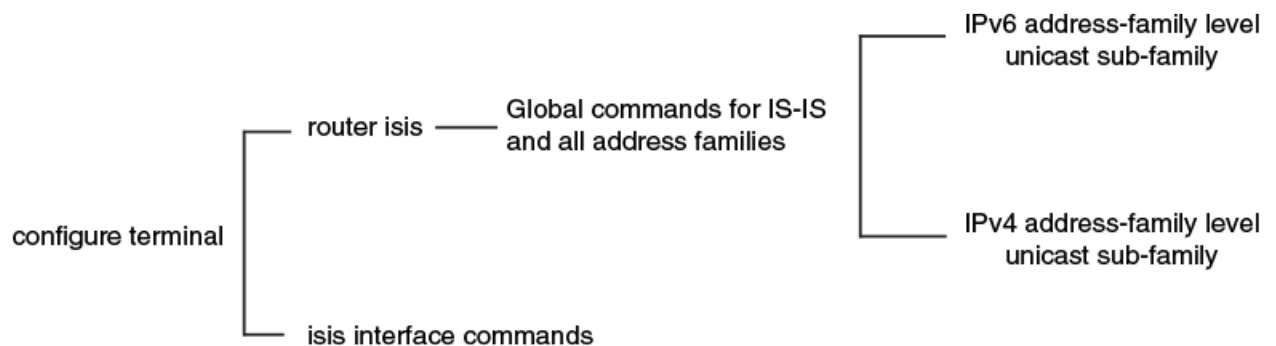 IPv6 address-family level
unicast sub-family
Global commands for IS-IS
and all address families
router isis
IPv4 address-family level
unicast sub-family
configure terminal
isis interface commands